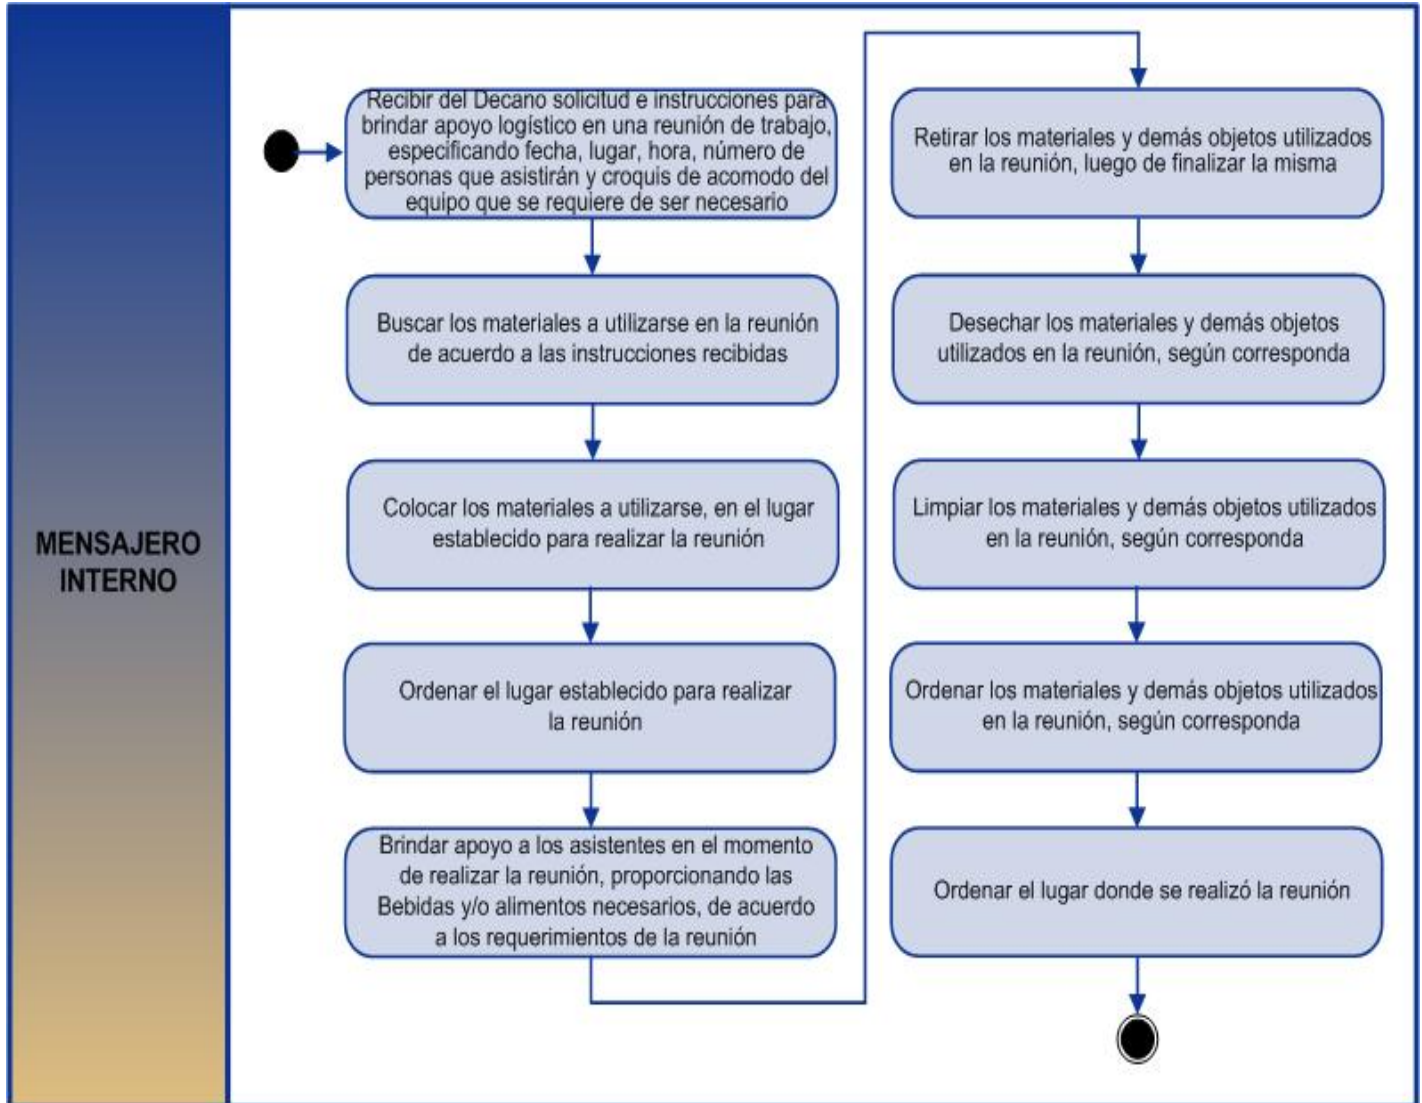 MENSAJERO
INTERNO
Recibir del Decano solicitud e instrucciones para
brindar apoyo logístico en una reunión de trabajo,
especificando fecha, lugar, hora, número de
personas que asistirán y croquis de acomodo del
equipo que se requiere de ser necesario
Buscar los materiales a utilizarse en la reunión
de acuerdo a las instrucciones recibidas
Colocar los materiales a utilizarse, en el lugar
establecido para realizar la reunión
Ordenar el lugar establecido para realizar
la reunión
Brindar apoyo a los asistentes en el momento
de realizar la reunión, proporcionando las
Bebidas y/o alimentos necesarios, de acuerdo
a los requerimientos de la reunión
Retirar los materiales y demás objetos utilizados
en la reunión, luego de finalizar la misma
Desechar los materiales y demás objetos
utilizados en la reunión, según corresponda
Limpiar los materiales y demás objetos utilizados
en la reunión, según corresponda
Ordenar los materiales y demás objetos utilizados
en la reunión, según corresponda
Ordenar el lugar donde se realizó la reunión